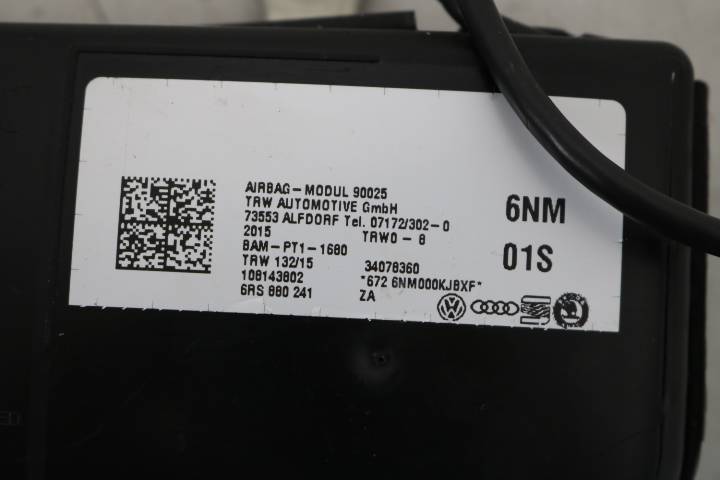 AIRBAG-MODUL 90025
TRW AUTOMOTIVE GmbH
73553 ALFDORF Tel. 07172/302-0
2015 TRW0-8
BAM-PT1-1680
TRW 132/15 34078360
108143802 *672 6NM000KJBXF*
6RS 880 241 ZA
6NM
01S